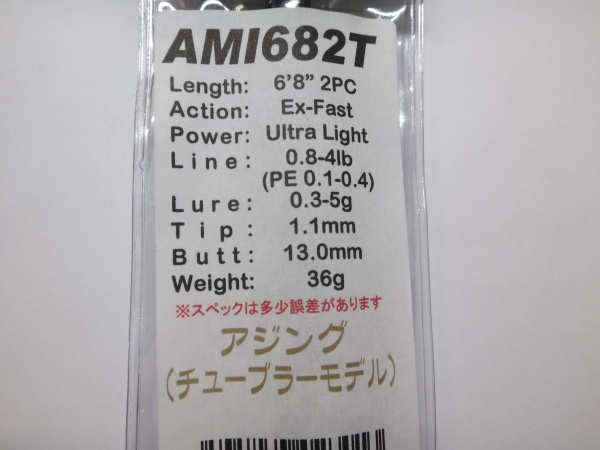 AMI682T
Length: 6'8" 2PC
Action: Ex-Fast
Power: Ultra Light
Line: 0.8-4lb
(PE 0.1-0.4)
Lure: 0.3-5g
Tip: 1.1mm
Butt: 13.0mm
Weight: 36g
※スペックは多少誤差があります
アジング
(チューブラーモデル)